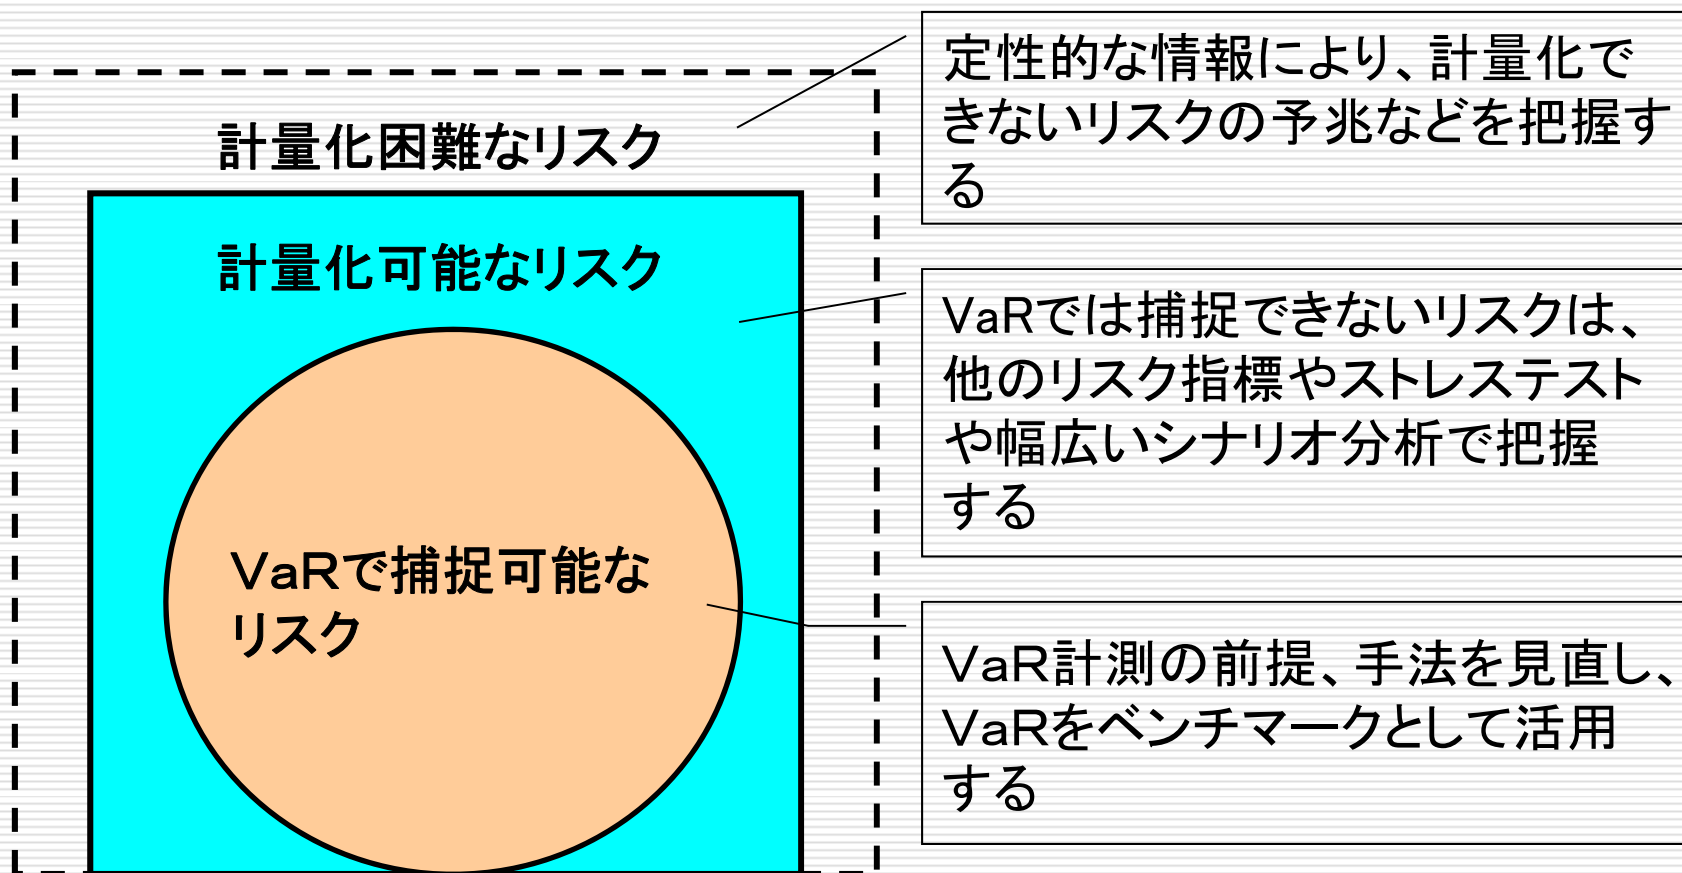 計量化困難なリスク
計量化可能なリスク
VaRで捕捉可能な
リスク
定性的な情報により、計量化で
きないリスクの予兆などを把握す
る
VaRでは捕捉できないリスクは、
他のリスク指標やストレステスト
や幅広いシナリオ分析で把握
する
VaR計測の前提、手法を見直し、
VaRをベンチマークとして活用
する